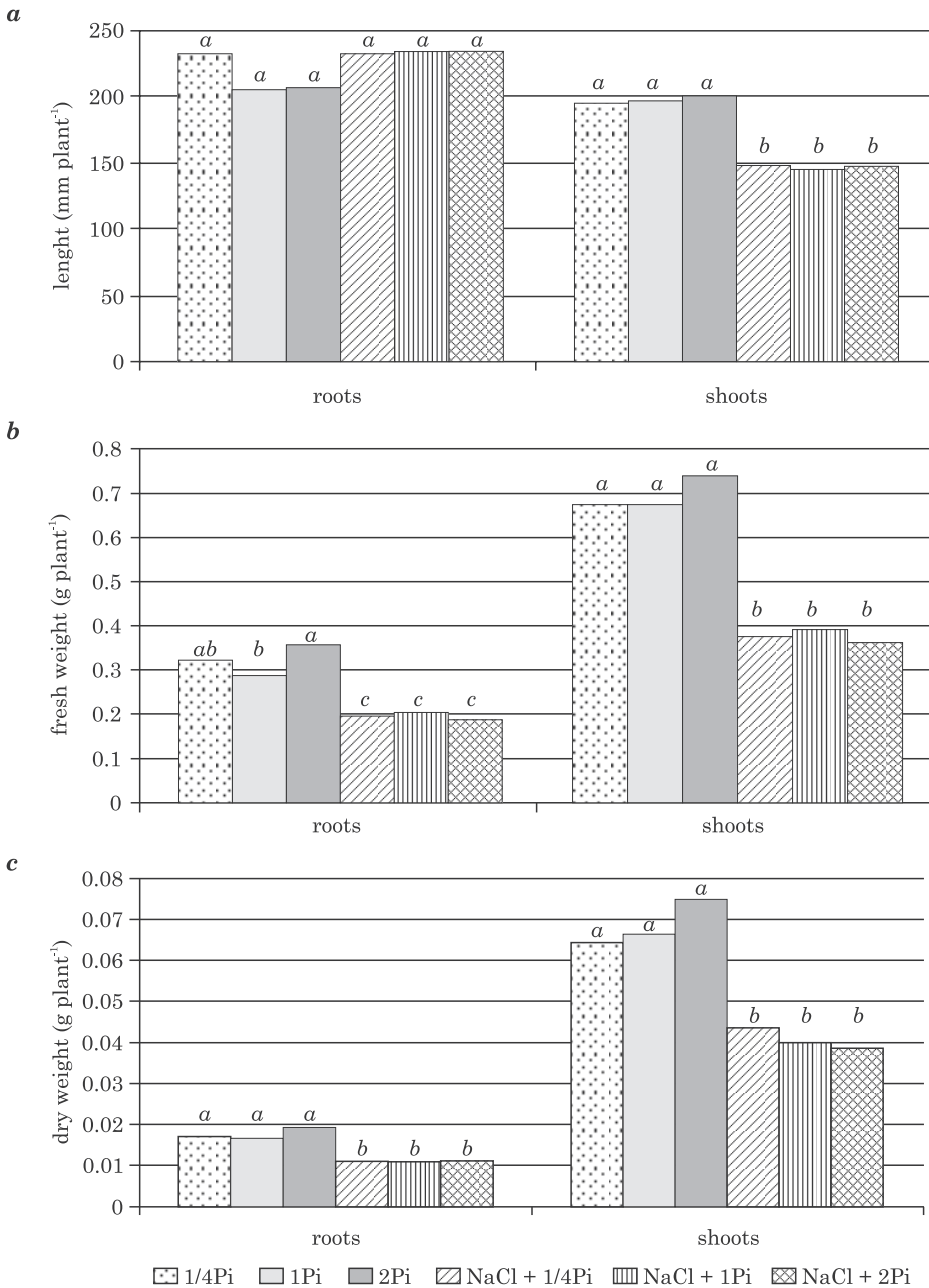 a
250
200
150
100
50
0
lenght (mm plant-1)
a a a a a a
a a a b b b
roots shoots
b
0.8
0.7
0.6
0.5
0.4
0.3
0.2
0.1
0
fresh weight (g plant-1)
ab b a c c c
a a a b b b
roots shoots
c
0.08
0.07
0.06
0.05
0.04
0.03
0.02
0.01
0
dry weight (g plant-1)
a a a b b b
a a a b b b
roots shoots
1/4Pi 1Pi 2Pi NaCl + 1/4Pi NaCl + 1Pi NaCl + 2Pi